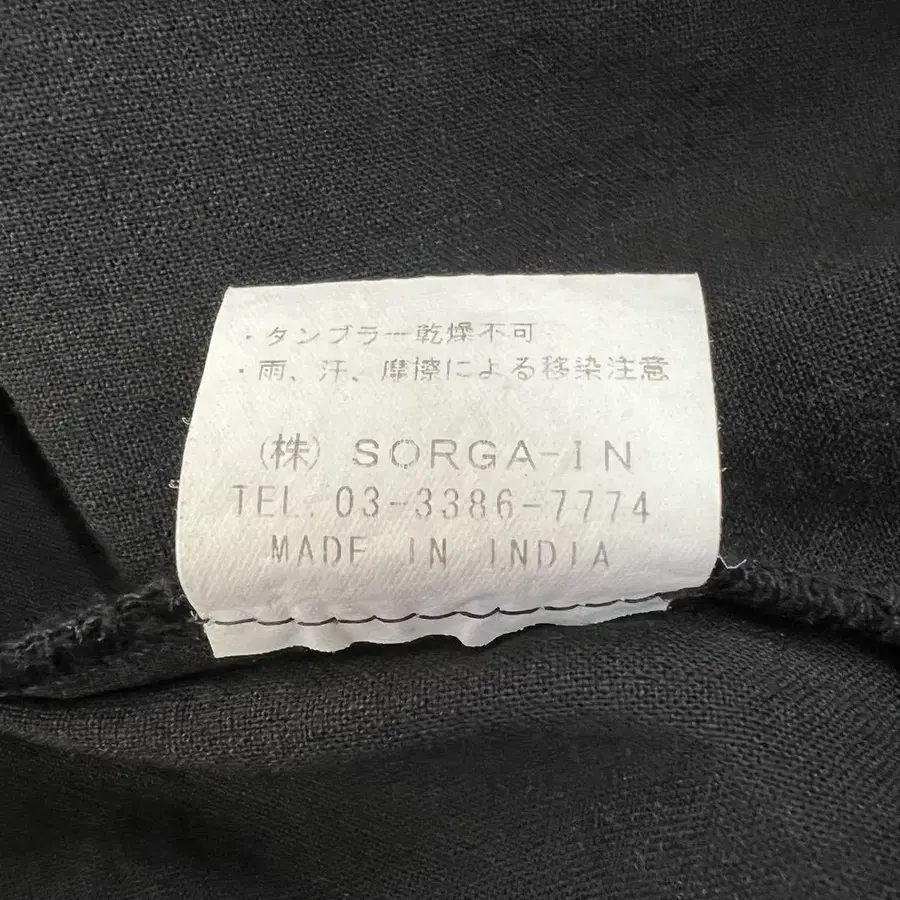 ・タンブラー乾燥不可
・雨、汗、摩擦による移染注意
(株) SORGA-IN
TEL. 03-3386-7774
MADE IN INDIA